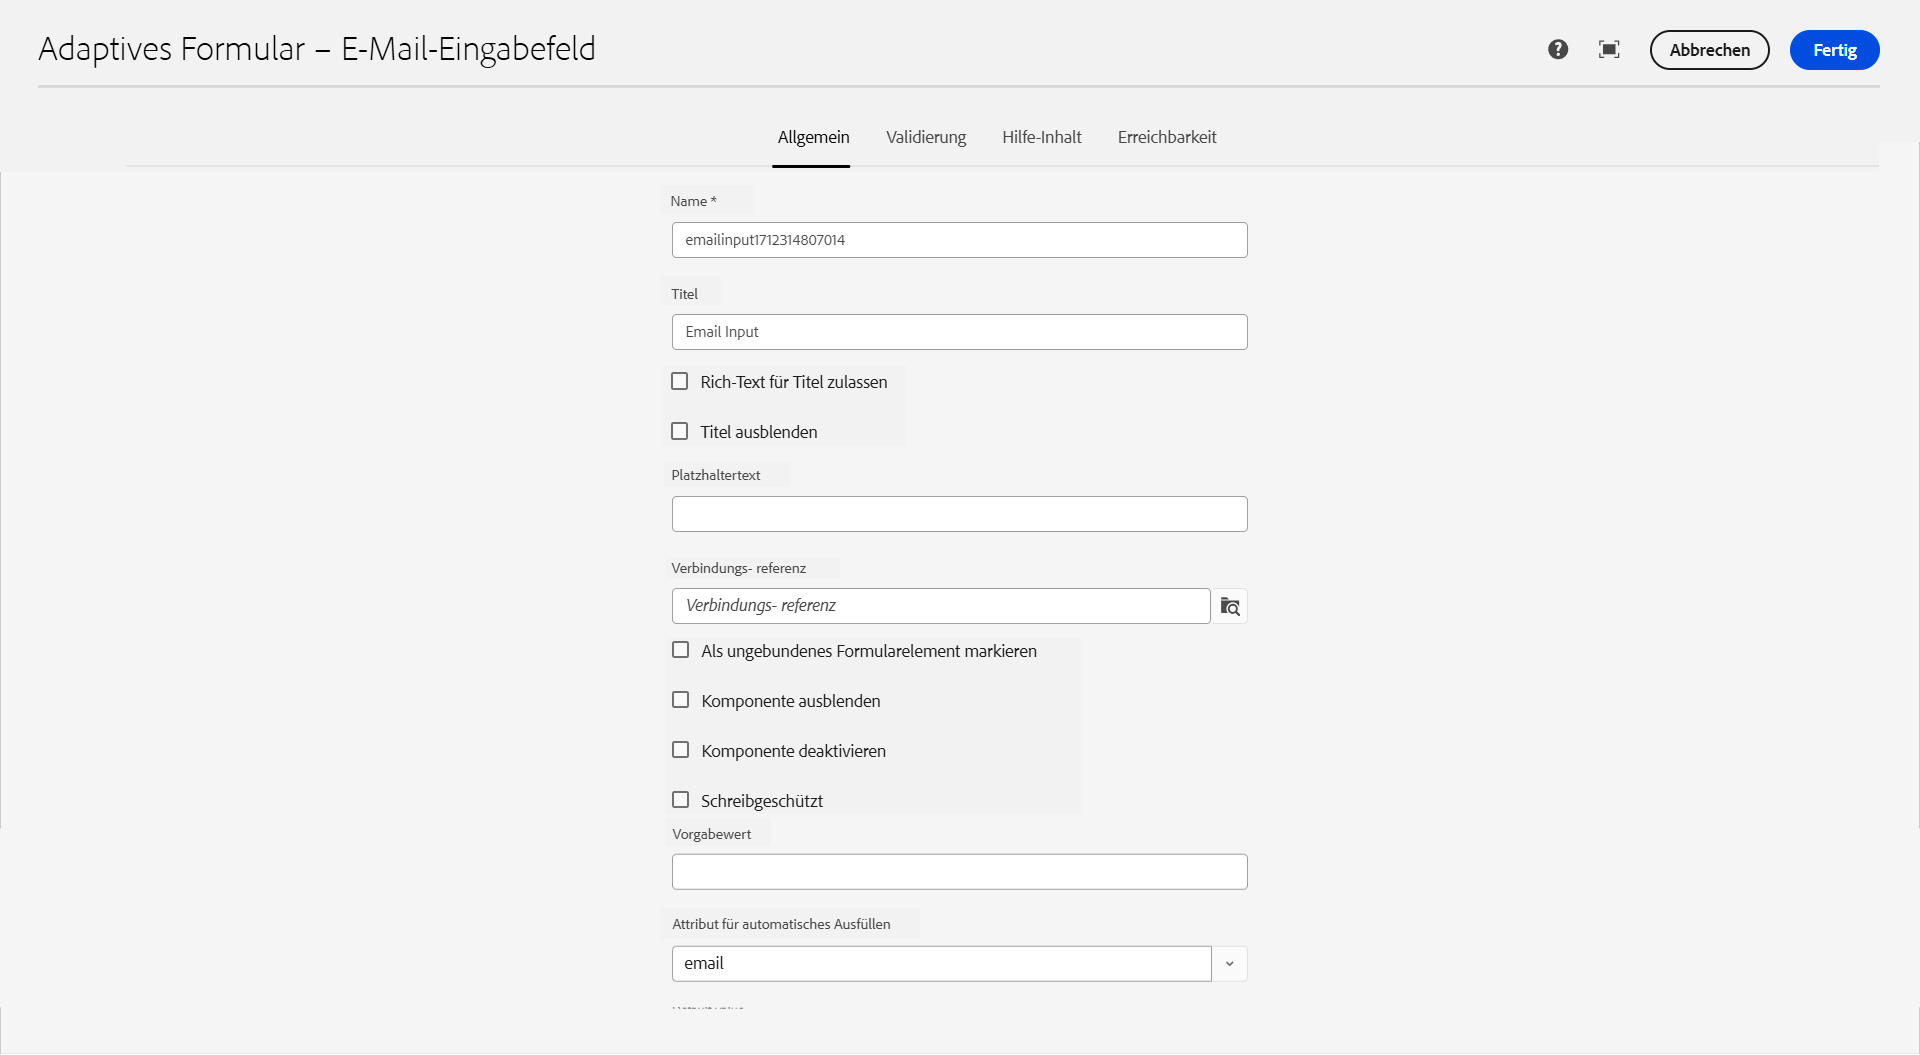 Adaptives Formular – E-Mail-Eingabefeld
Abbrechen
Fertig
Allgemein
Validierung
Hilfe-Inhalt
Erreichbarkeit
Name *
emailinput1712314807014
Titel
Email Input
Rich-Text für Titel zulassen
Titel ausblenden
Platzhaltertext
Verbindungs- referenz
Verbindungs- referenz
Als ungebundenes Formularelement markieren
Komponente ausblenden
Komponente deaktivieren
Schreibgeschützt
Vorgabewert
Attribut für automatisches Ausfüllen
email